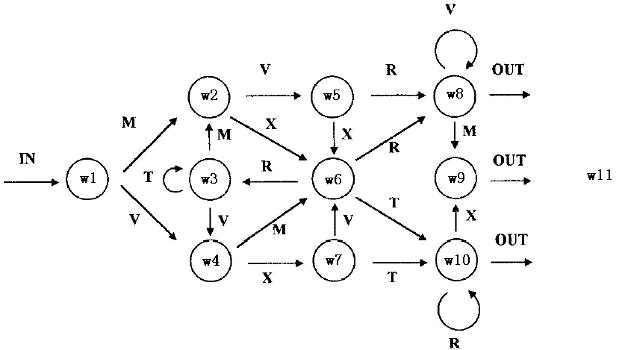 V
V R OUT
w2 w5 w8
M X M X R M
IN R OUT
w1 T w3 w6 w9 w11
V V M V T X
OUT
w4 w7 w10
X T
R